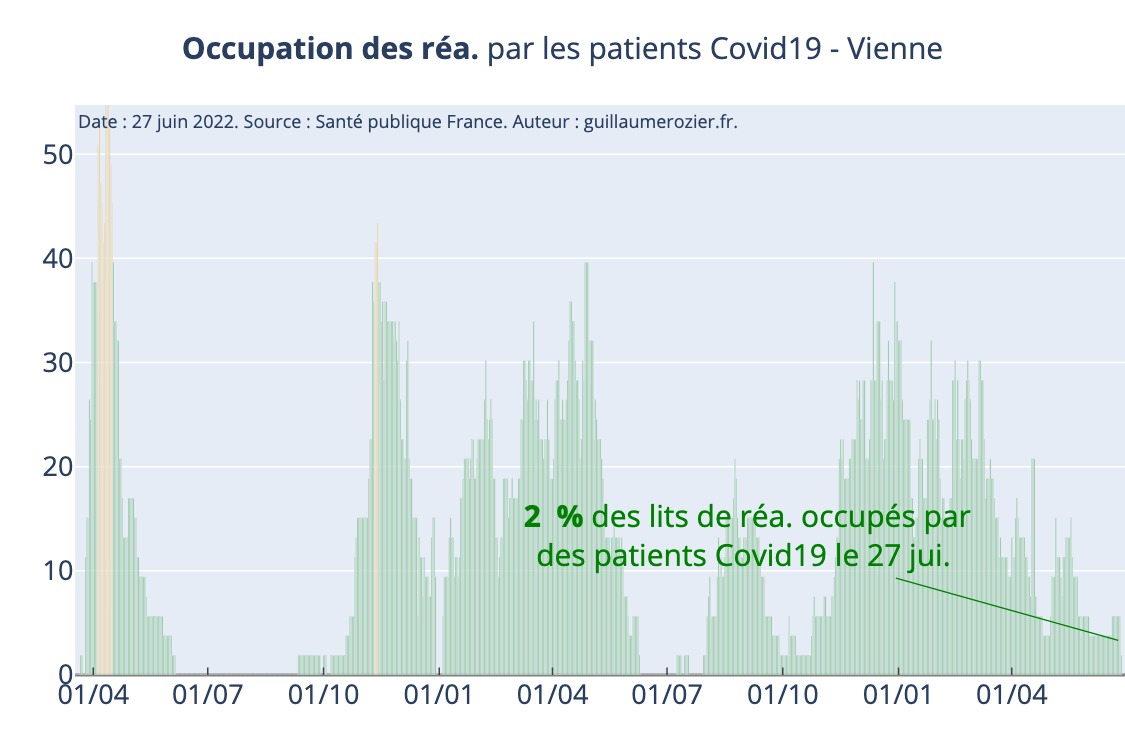 Occupation des réa. par les patients Covid19 - Vienne
Date : 27 juin 2022. Source : Santé publique France. Auteur : guillaumerozier.fr.
50
40
30
20
10
0
2 % des lits de réa. occupés par
des patients Covid19 le 27 jui.
01/04 01/07 01/10 01/01 01/04 01/07 01/10 01/01 01/04